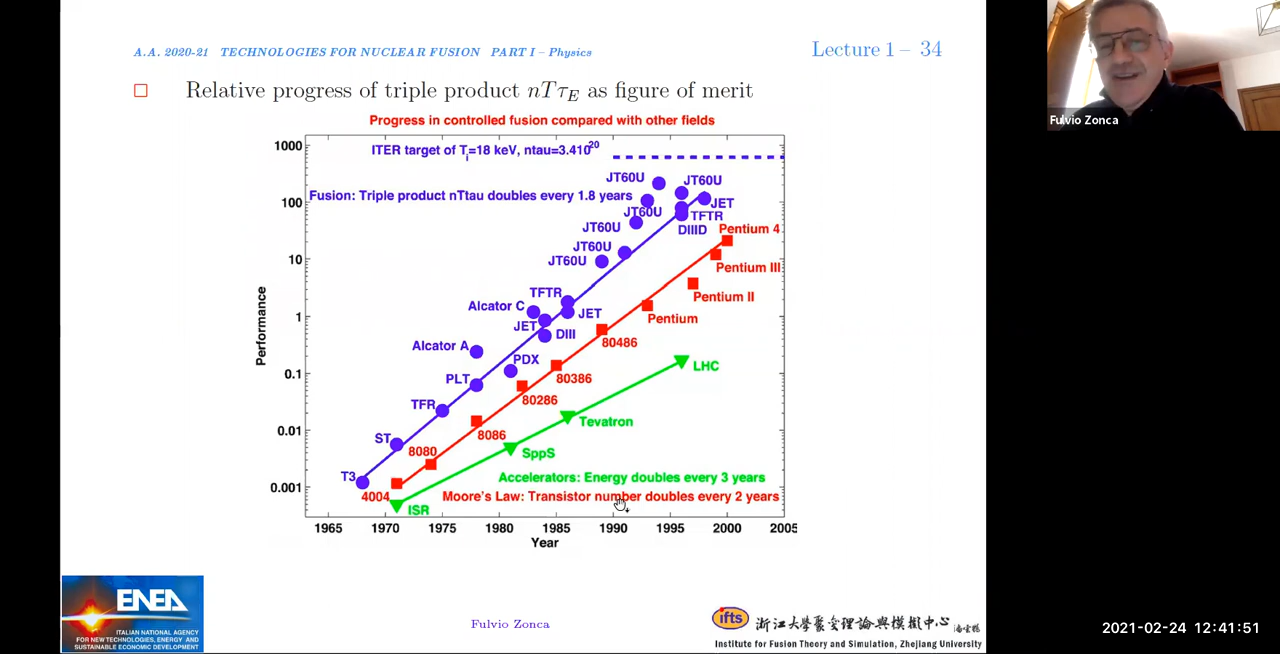 A.A. 2020-21 TECHNOLOGIES FOR NUCLEAR FUSION PART I – Physics
Lecture 1 – 34
Relative progress of triple product nTτE as figure of merit
Progress in controlled fusion compared with other fields
ITER target of Ti=18 keV, ntau=3.410^20
Fusion: Triple product nTtau doubles every 1.8 years
1000
100
10
1
0.1
0.01
0.001
Performance
JT60U
JT60U
JT60U
JET
TFTR
DIIID
JT60U
JT60U
JT60U
Pentium 4
Pentium III
Pentium II
Pentium
TFTR
Alcator C
JET
JET
DIII
80486
Alcator A
PDX
LHC
PLT
80386
80286
TFR
Tevatron
8086
ST
8080
SppS
T3
4004
ISR
Accelerators: Energy doubles every 3 years
Moore's Law: Transistor number doubles every 2 years
1965 1970 1975 1980 1985 1990 1995 2000 2005
Year
ENEA
ITALIAN NATIONAL AGENCY
FOR NEW TECHNOLOGIES, ENERGY AND
SUSTAINABLE ECONOMIC DEVELOPMENT
Fulvio Zonca
ifts
浙江大学聚变理论与模拟中心
Institute for Fusion Theory and Simulation, Zhejiang University
Fulvio Zonca
2021-02-24 12:41:51